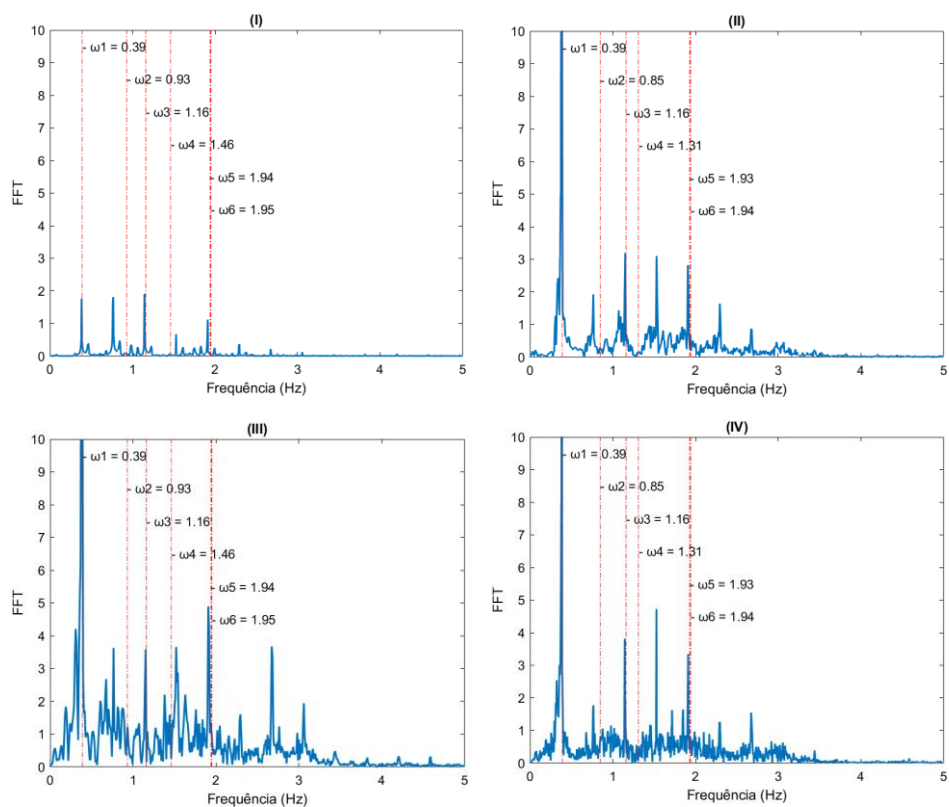 (I)
10
9
8
7
6
5
4
3
2
1
0
FFT
ω1 = 0.39
ω2 = 0.93
ω3 = 1.16
ω4 = 1.46
ω5 = 1.94
ω6 = 1.95
0 1 2 3 4 5
Frequência (Hz)
(II)
10
9
8
7
6
5
4
3
2
1
0
FFT
ω1 = 0.39
ω2 = 0.85
ω3 = 1.16
ω4 = 1.31
ω5 = 1.93
ω6 = 1.94
0 1 2 3 4 5
Frequência (Hz)
(III)
10
9
8
7
6
5
4
3
2
1
0
FFT
ω1 = 0.39
ω2 = 0.93
ω3 = 1.16
ω4 = 1.46
ω5 = 1.94
ω6 = 1.95
0 1 2 3 4 5
Frequência (Hz)
(IV)
10
9
8
7
6
5
4
3
2
1
0
FFT
ω1 = 0.39
ω2 = 0.85
ω3 = 1.16
ω4 = 1.31
ω5 = 1.93
ω6 = 1.94
0 1 2 3 4 5
Frequência (Hz)